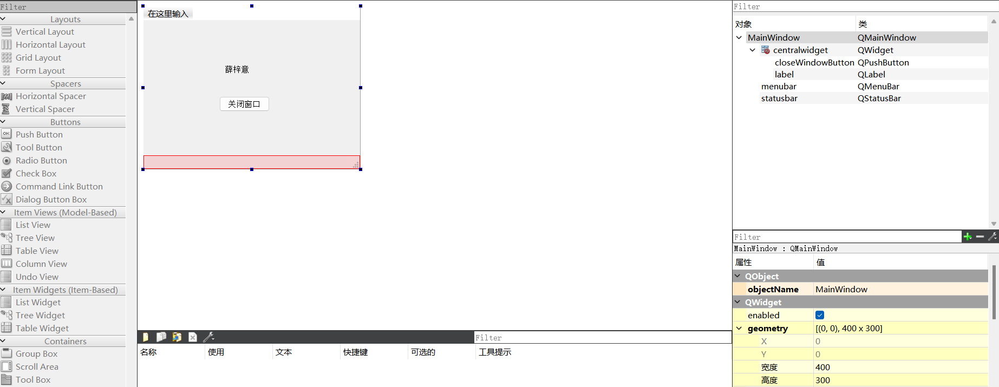 Filter
Layouts
Vertical Layout
Horizontal Layout
Grid Layout
Form Layout
Spacers
Horizontal Spacer
Vertical Spacer
Buttons
Push Button
Tool Button
Radio Button
Check Box
Command Link Button
Dialog Button Box
Item Views (Model-Based)
List View
Tree View
Table View
Column View
Undo View
Item Widgets (Item-Based)
List Widget
Tree Widget
Table Widget
Containers
Group Box
Scroll Area
Tool Box
在这里输入
薛梓意
关闭窗口
Filter
名称 使用 文本 快捷键 可选的 工具提示
Filter
对象 类
MainWindow QMainWindow
centralwidget QWidget
closeWindowButton QPushButton
label QLabel
menubar QMenuBar
statusbar QStatusBar
Filter
MainWindow : QMainWindow
属性 值
QObject
objectName MainWindow
QWidget
enabled
geometry [(0, 0), 400 x 300]
X 0
Y 0
宽度 400
高度 300